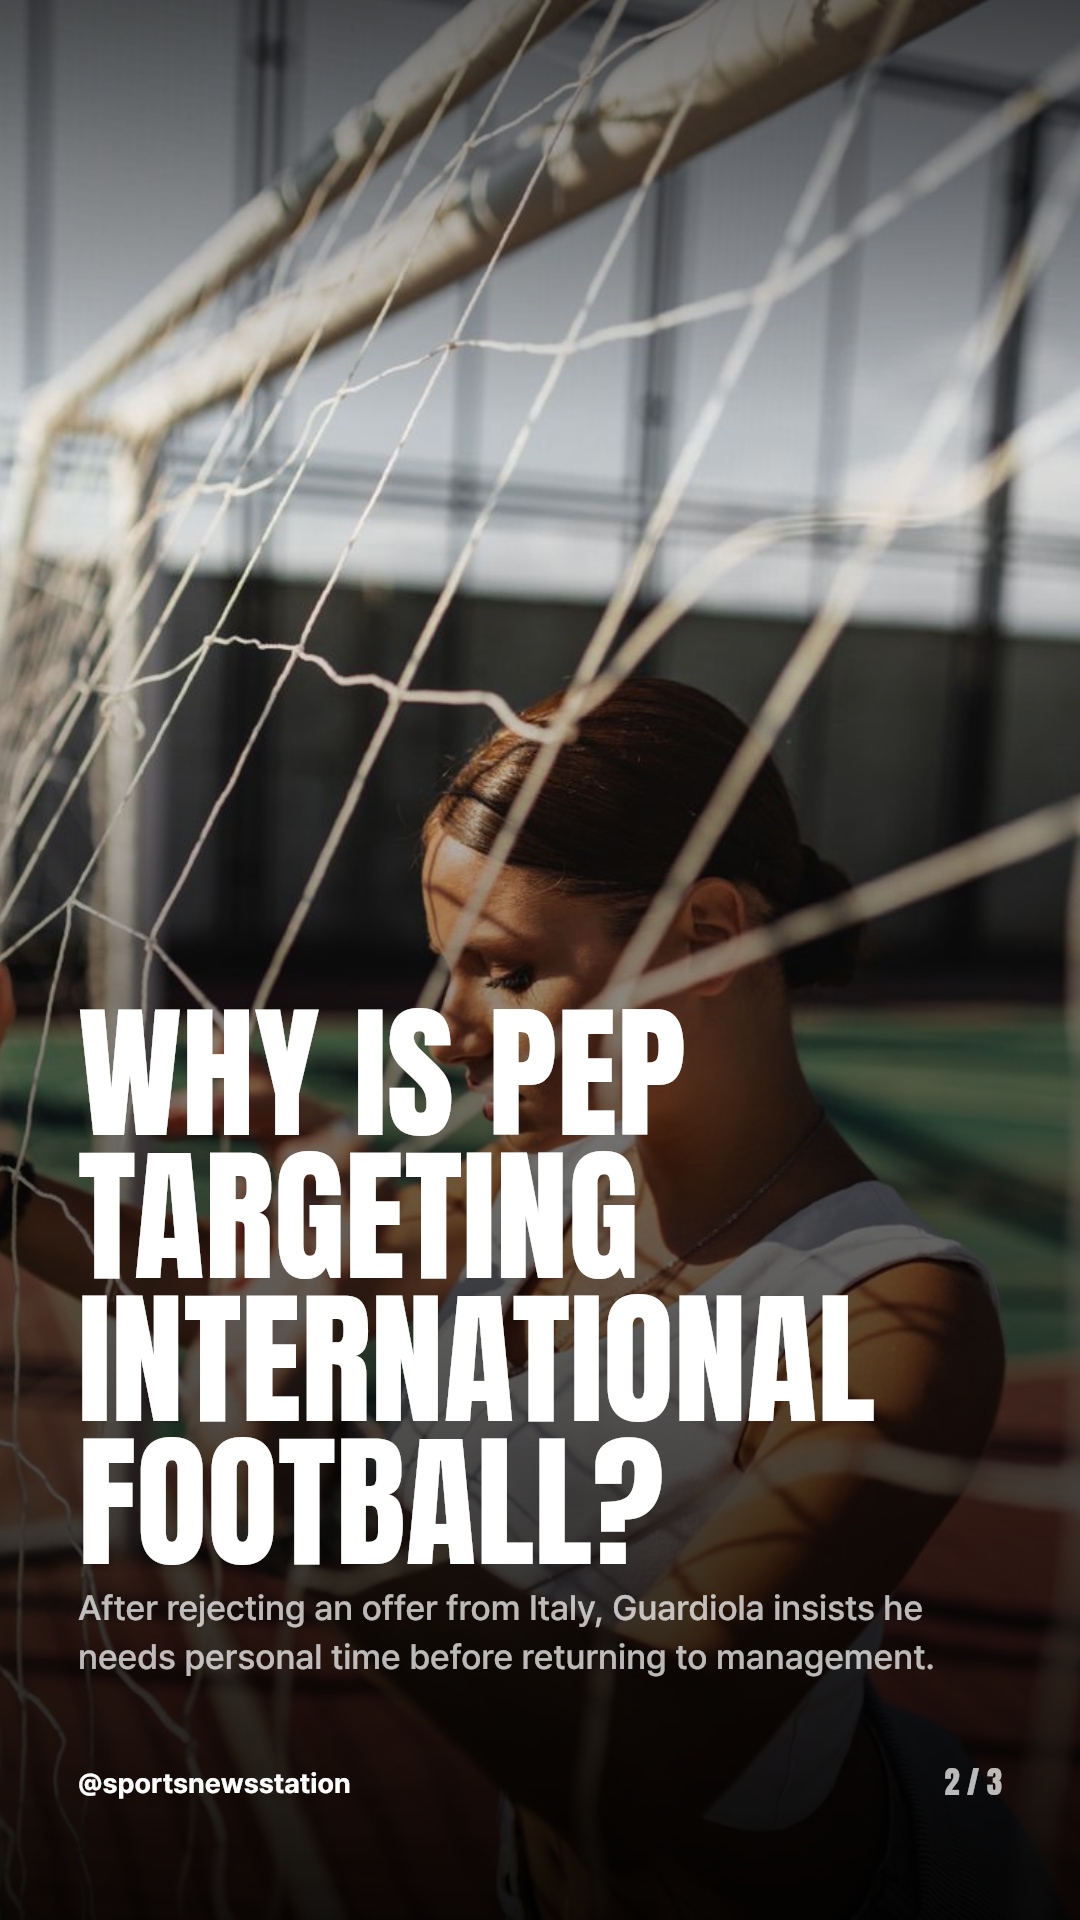 WHY IS PEP
TARGETING
INTERNATIONAL
FOOTBALL?
After rejecting an offer from Italy, Guardiola insists he
needs personal time before returning to management.
@sportsnewsstation
2 / 3